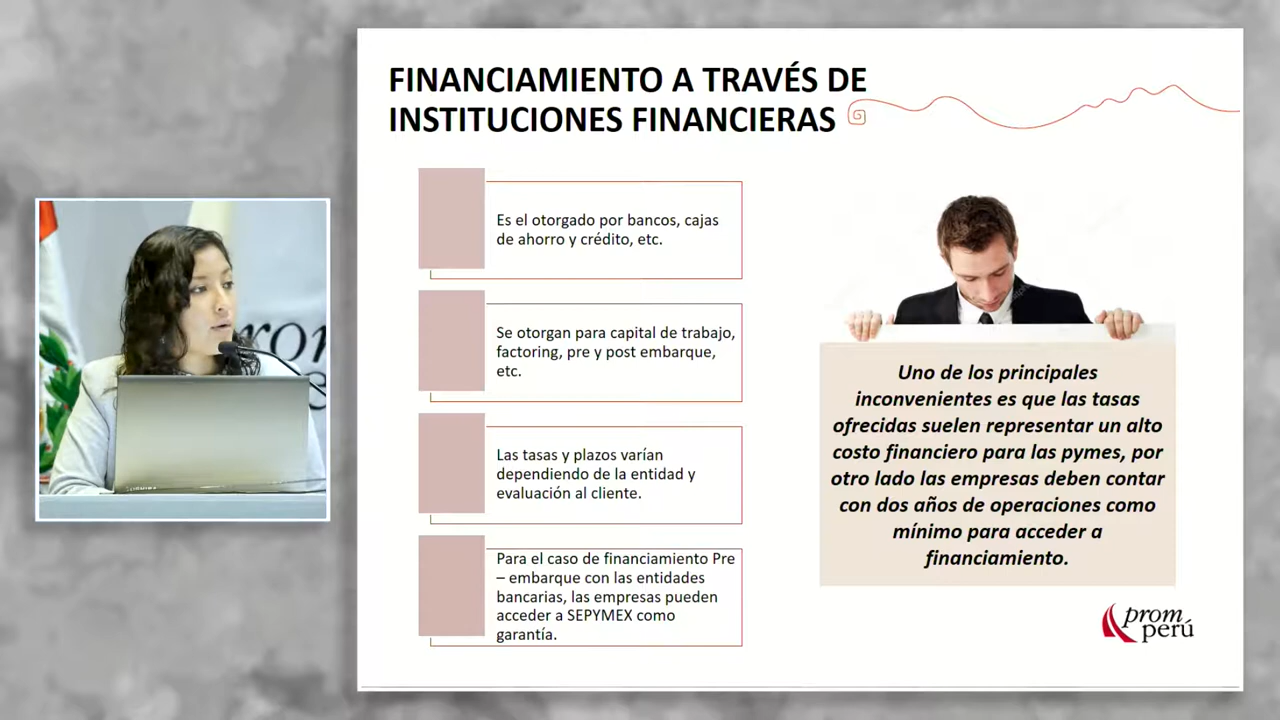 FINANCIAMIENTO A TRAVÉS DE
INSTITUCIONES FINANCIERAS
Es el otorgado por bancos, cajas
de ahorro y crédito, etc.
Se otorgan para capital de trabajo,
factoring, pre y post embarque,
etc.
Las tasas y plazos varían
dependiendo de la entidad y
evaluación al cliente.
Para el caso de financiamiento Pre
– embarque con las entidades
bancarias, las empresas pueden
acceder a SEPYMEX como
garantía.
Uno de los principales
inconvenientes es que las tasas
ofrecidas suelen representar un alto
costo financiero para las pymes, por
otro lado las empresas deben contar
con dos años de operaciones como
mínimo para acceder a
financiamiento.
prom
perú